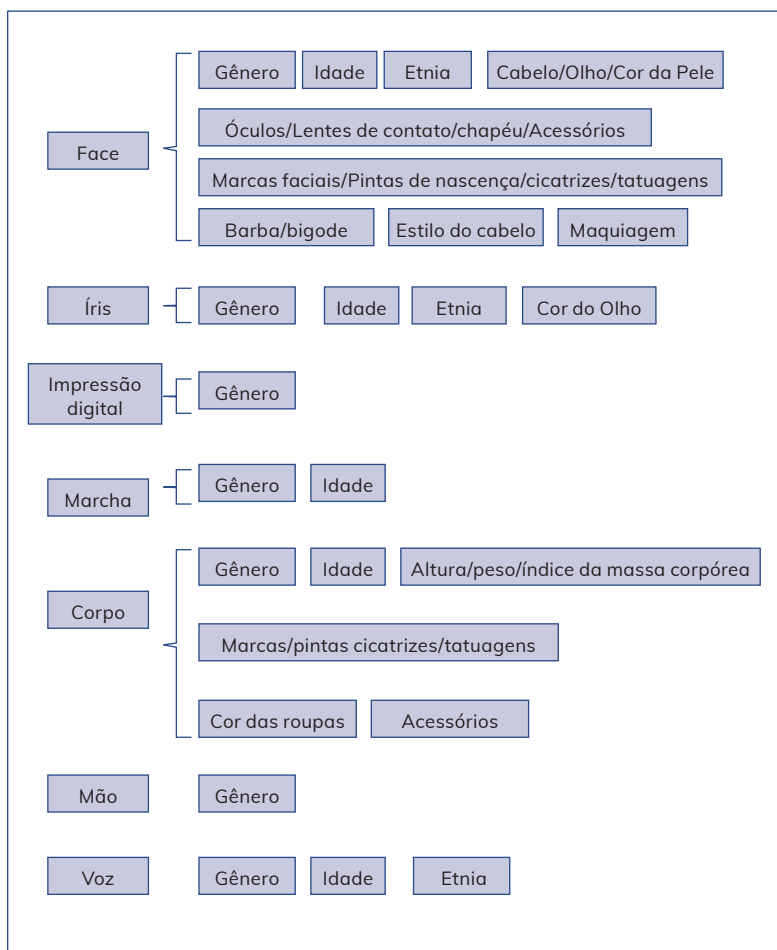 Face
Gênero Idade Etnia Cabelo/Olho/Cor da Pele
Óculos/Lentes de contato/chapéu/Acessórios
Marcas faciais/Pintas de nascença/cicatrizes/tatuagens
Barba/bigode Estilo do cabelo Maquiagem
Íris Gênero Idade Etnia Cor do Olho
Impressão
digital
Gênero
Marcha Gênero Idade
Corpo
Gênero Idade Altura/peso/índice da massa corpórea
Marcas/pintas cicatrizes/tatuagens
Cor das roupas Acessórios
Mão Gênero
Voz Gênero Idade Etnia